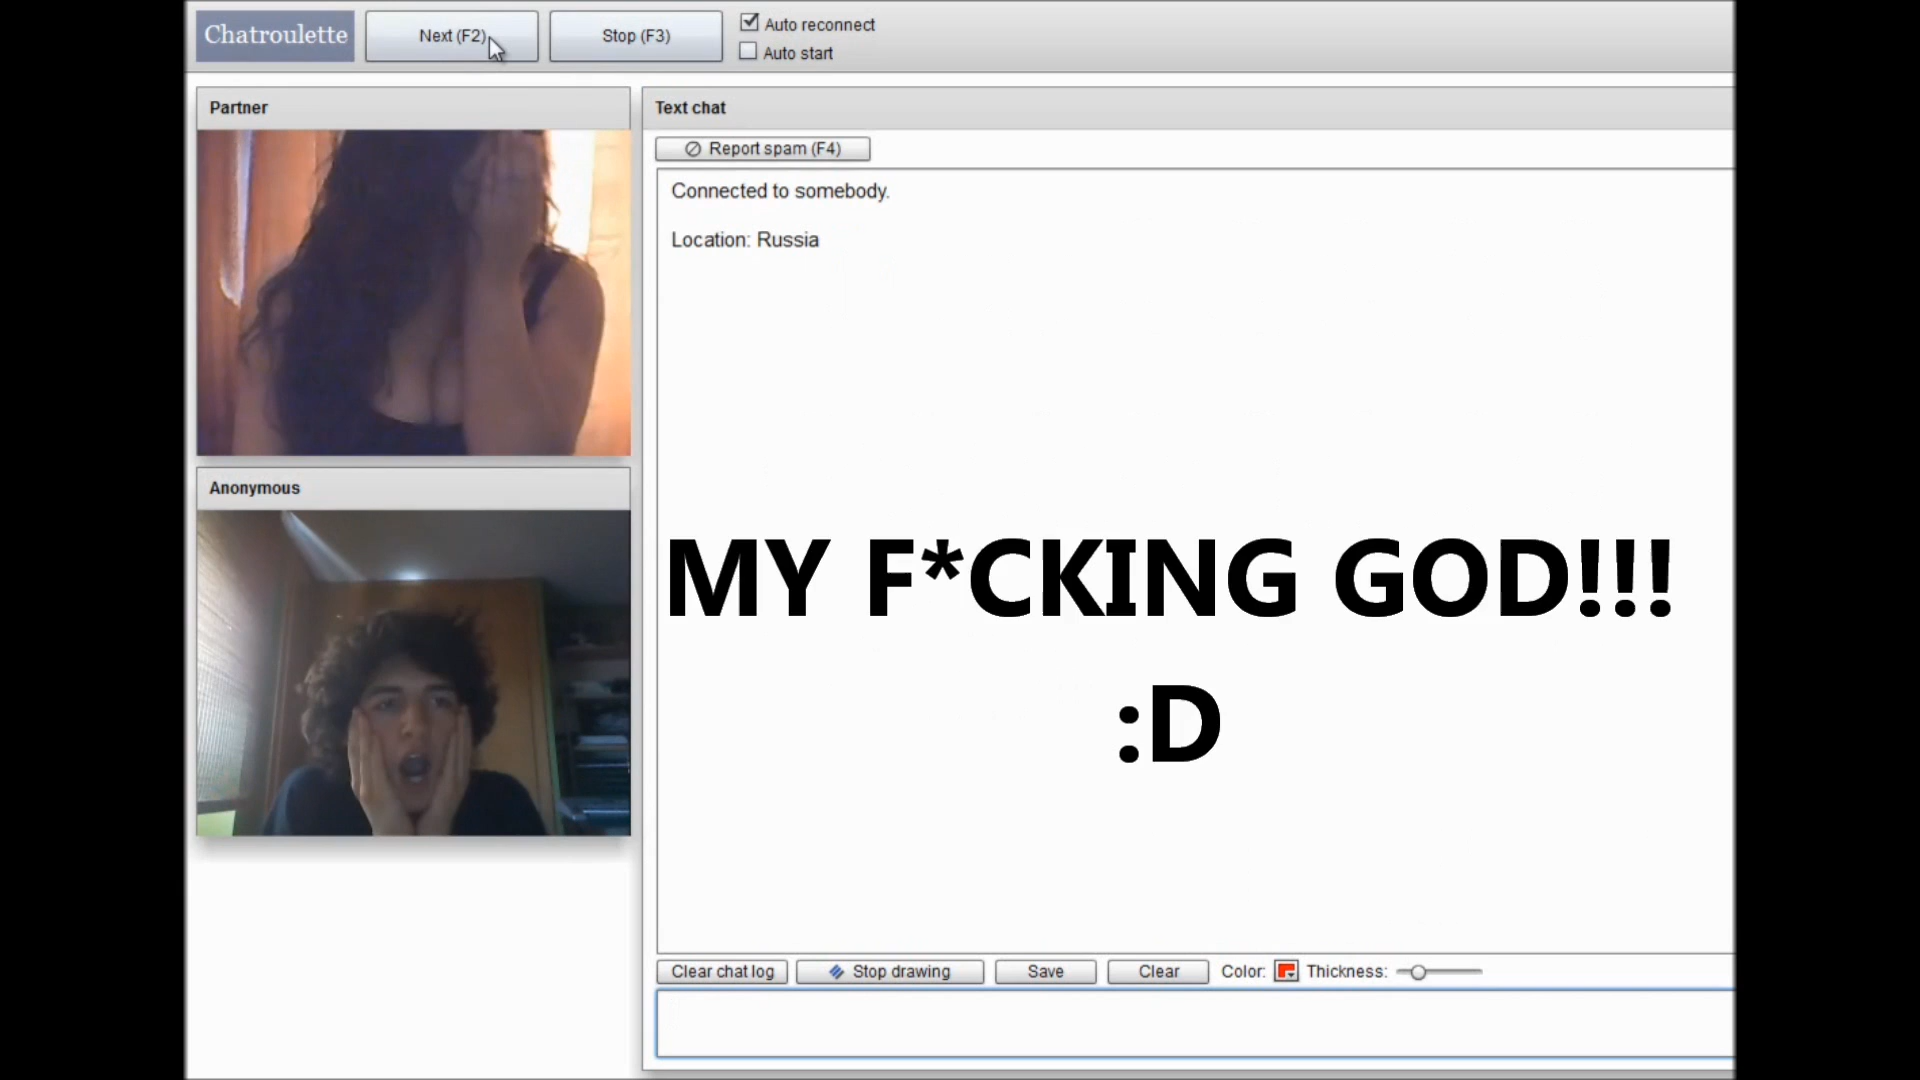 Chatroulette
Next (F2)
Stop (F3)
Auto reconnect
Auto start
Partner
Text chat
Report spam (F4)
Connected to somebody.
Location: Russia
Anonymous
MY F*CKING GOD!!!
:D
Clear chat log
Stop drawing
Save
Clear
Color:
Thickness: